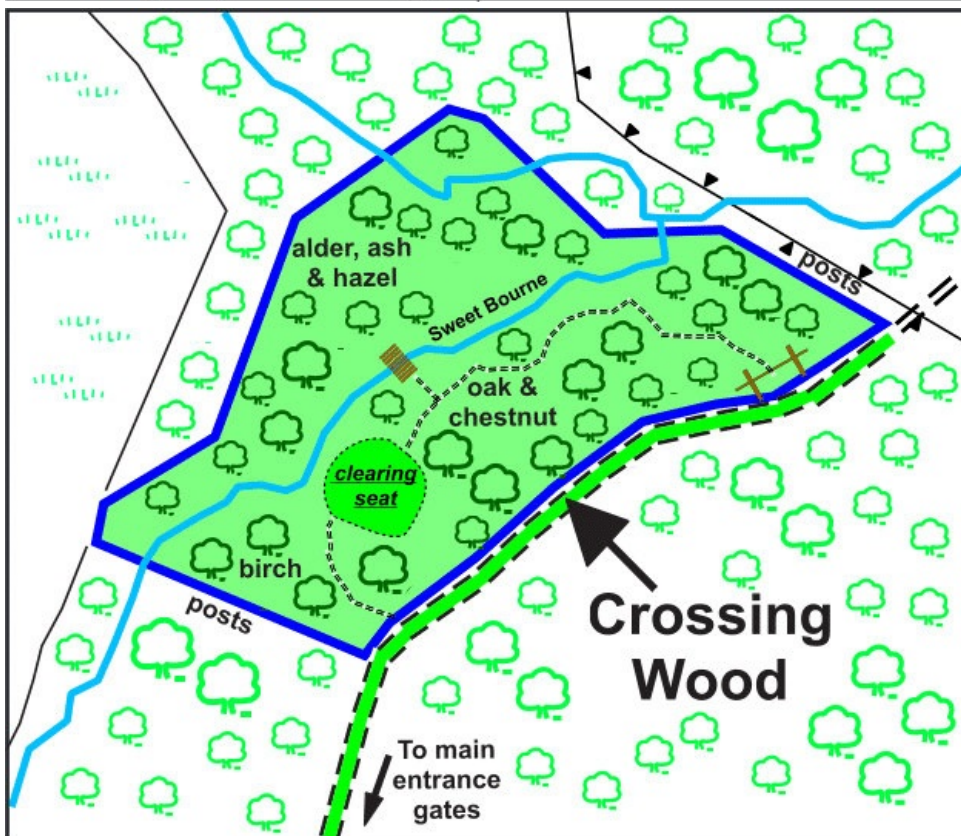 alder, ash
& hazel
Sweet Bourne
posts
oak &
chestnut
clearing
seat
birch
posts
Crossing
Wood
To main
entrance
gates